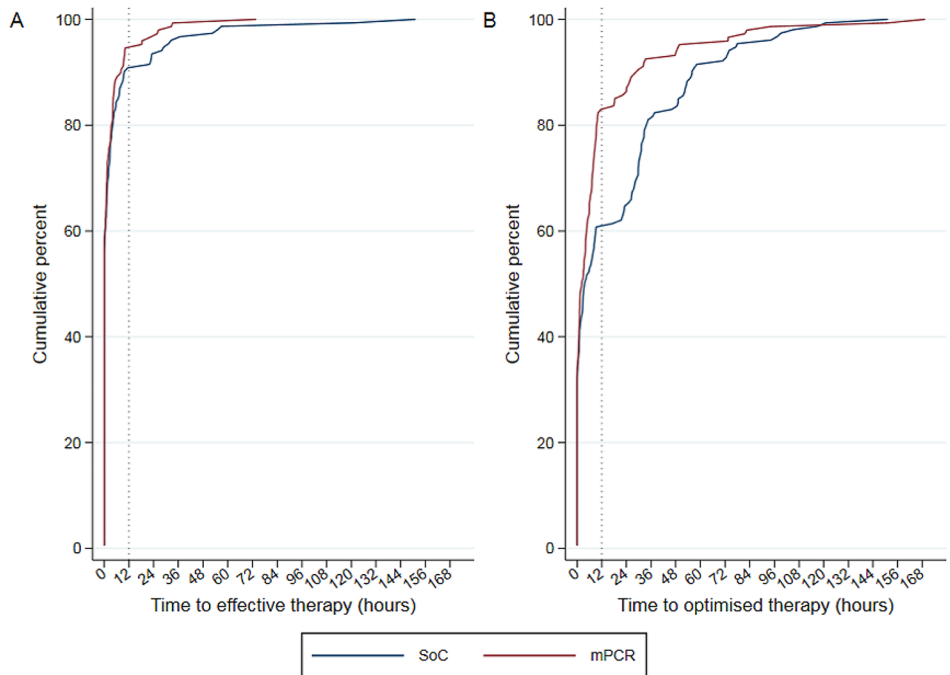 A
B
100
80
60
40
20
0
Cumulative percent
0 12 24 36 48 60 72 84 96 108 120 132 144 156 168
Time to effective therapy (hours)
100
80
60
40
20
0
Cumulative percent
0 12 24 36 48 60 72 84 96 108 120 132 144 156 168
Time to optimised therapy (hours)
SoC mPCR